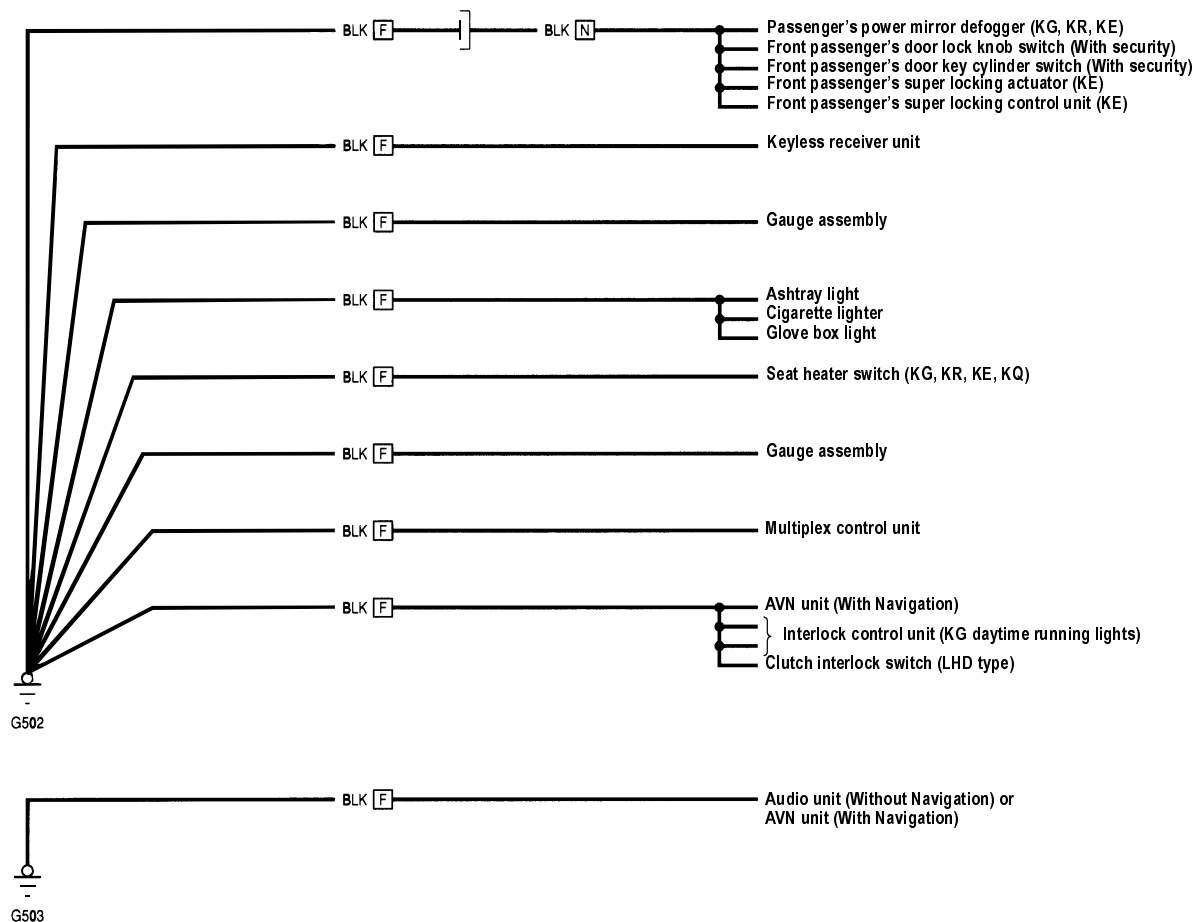 BLK F BLK N Passenger's power mirror defogger (KG, KR, KE)
Front passenger's door lock knob switch (With security)
Front passenger's door key cylinder switch (With security)
Front passenger's super locking actuator (KE)
Front passenger's super locking control unit (KE)
BLK F Keyless receiver unit
BLK F Gauge assembly
BLK F Ashtray light
Cigarette lighter
Glove box light
BLK F Seat heater switch (KG, KR, KE, KQ)
BLK F Gauge assembly
BLK F Multiplex control unit
BLK F AVN unit (With Navigation)
Interlock control unit (KG daytime running lights)
Clutch interlock switch (LHD type)
G502
BLK F Audio unit (Without Navigation) or
AVN unit (With Navigation)
G503